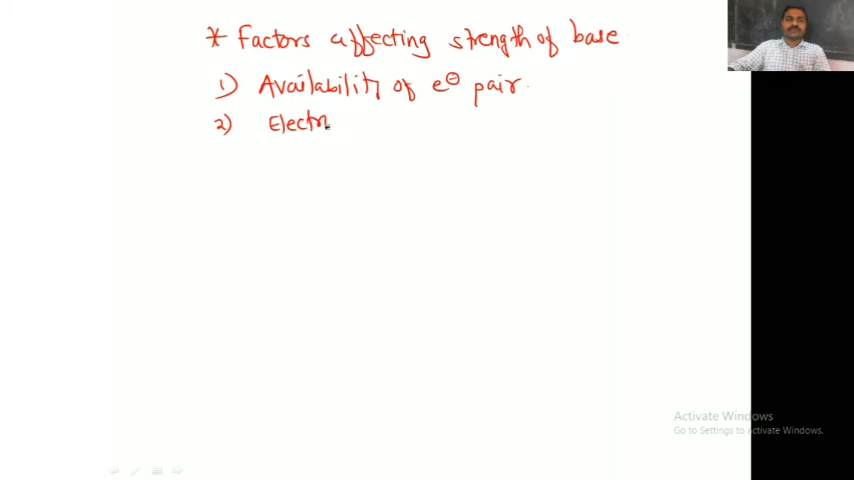 * Factors affecting strength of base
1) Availability of e⊖ pair.
2) Electr
Activate Windows
Go to Settings to Activate Windows.